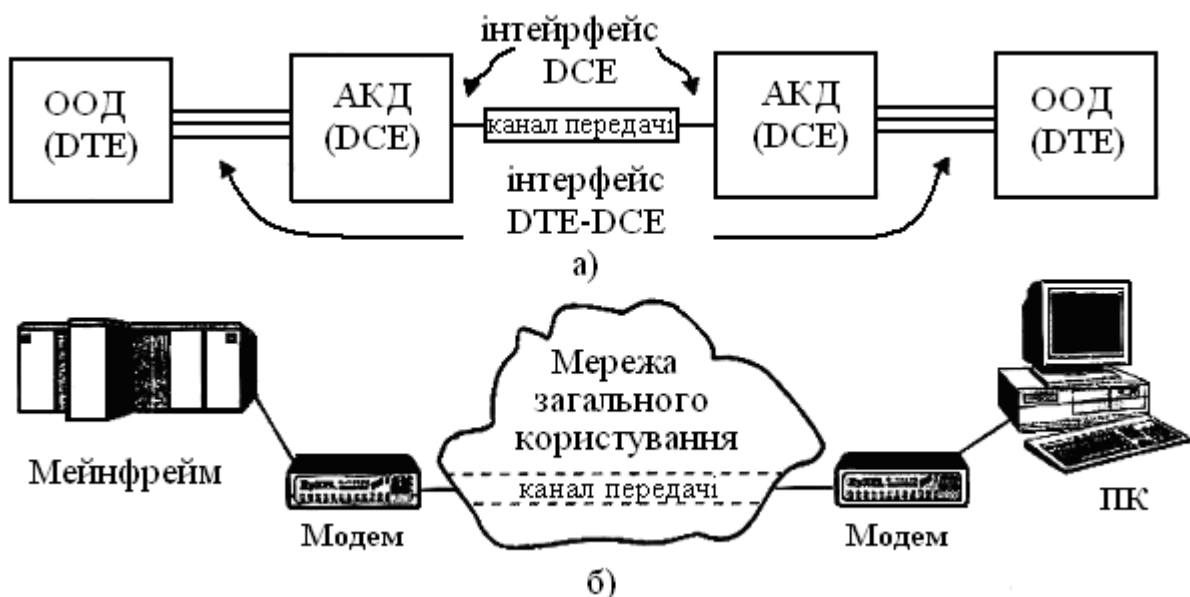 інтейрфейс
DCE
ООД
(DTE)
АКД
(DCE)
канал передачі
АКД
(DCE)
ООД
(DTE)
інтерфейс
DTE-DCE
а)
Мережа
загального
користування
канал передачі
Мейнфрейм
Модем
Модем
ПК
б)